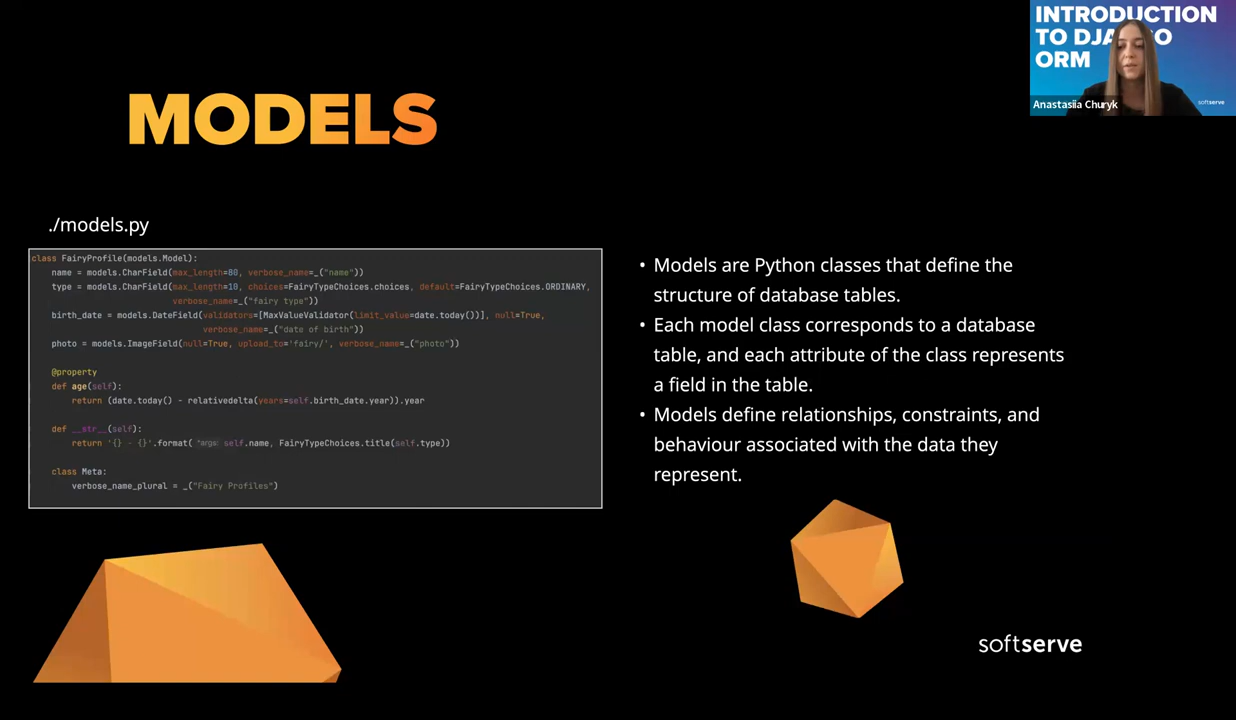 INTRODUCTION
TO DJANGO
ORM
Anastasiia Churyk
softserve
MODELS
./models.py
class FairyProfile(models.Model):
name = models.CharField(max_length=80, verbose_name=_("name"))
type = models.CharField(max_length=10, choices=FairyTypeChoices.choices, default=FairyTypeChoices.ORDINARY,
verbose_name=_("fairy type"))
birth_date = models.DateField(validators=[MaxValueValidator(limit_value=date.today())], null=True,
verbose_name=_("date of birth"))
photo = models.ImageField(null=True, upload_to='fairy/', verbose_name=_("photo"))
@property
def age(self):
return (date.today() - relativedelta(years=self.birth_date.year)).year
def __str__(self):
return '{} - {}'.format( *args: self.name, FairyTypeChoices.title(self.type))
class Meta:
verbose_name_plural = _("Fairy Profiles")
• Models are Python classes that define the
structure of database tables.
• Each model class corresponds to a database
table, and each attribute of the class represents
a field in the table.
• Models define relationships, constraints, and
behaviour associated with the data they
represent.
softserve